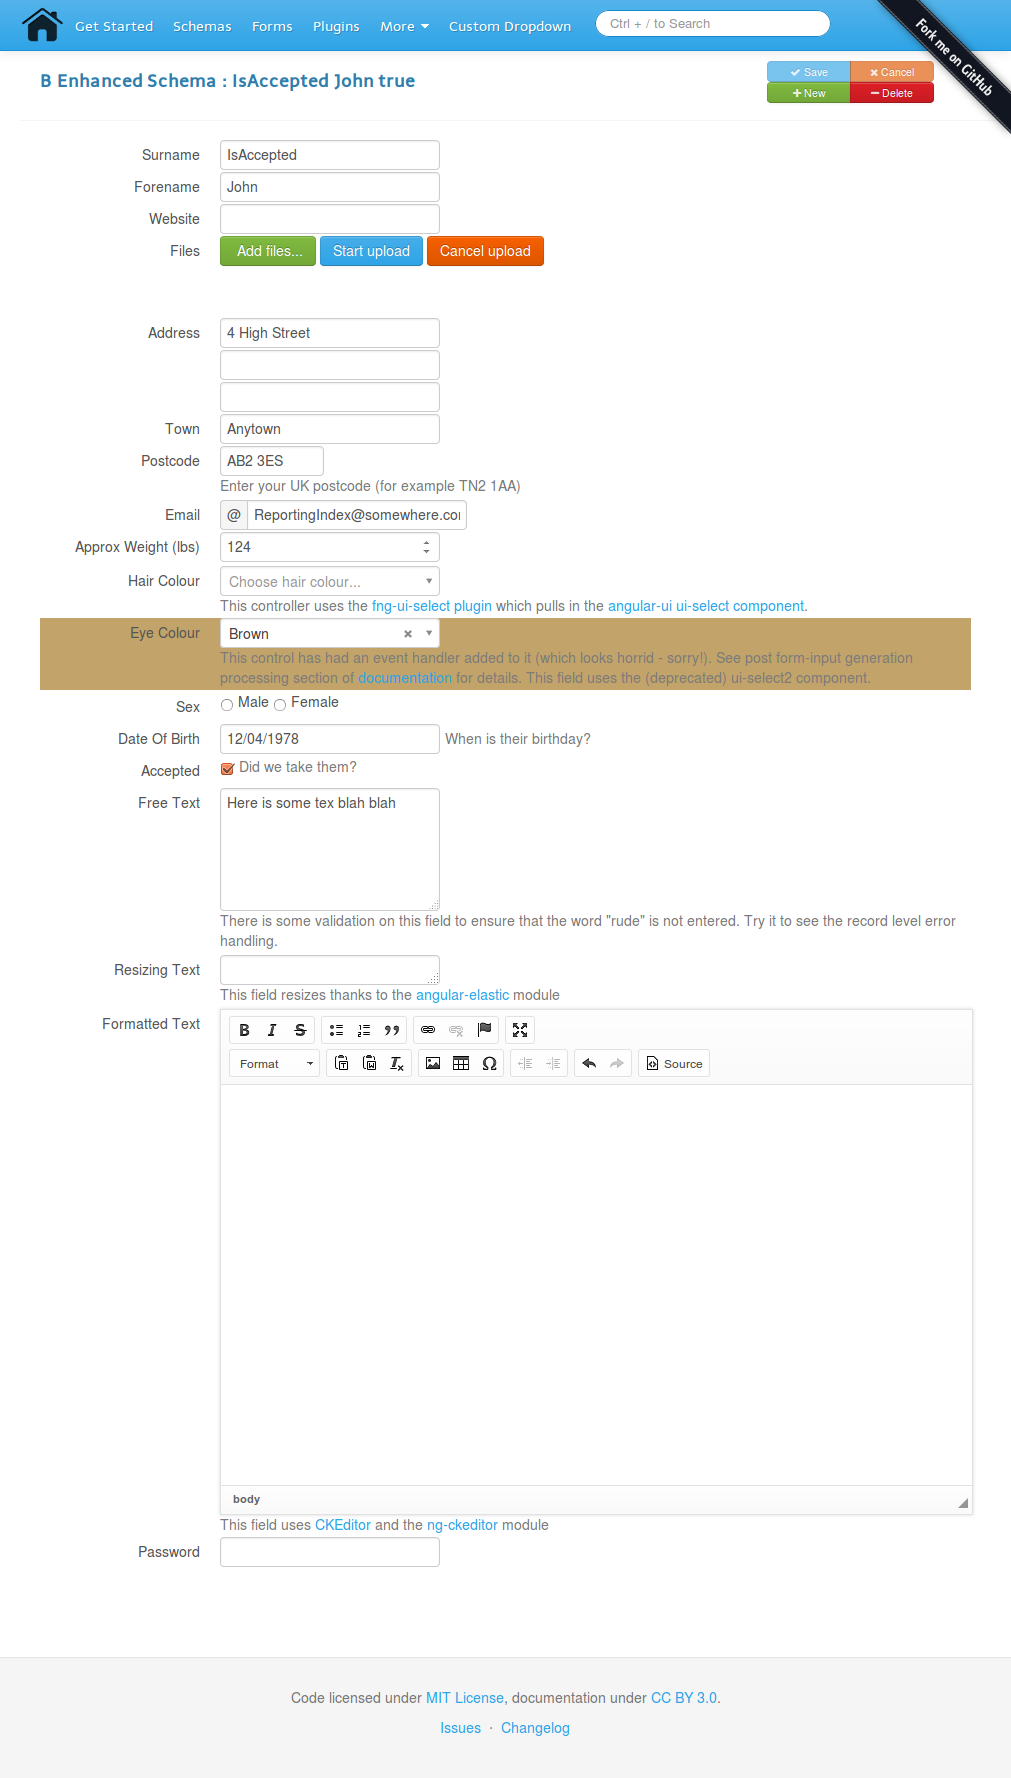 Get Started Schemas Forms Plugins More Custom Dropdown Ctrl + / to Search
Fork me on GitHub
B Enhanced Schema : IsAccepted John true
Save Cancel
New Delete
Surname IsAccepted
Forename John
Website
Files Add files... Start upload Cancel upload
Address 4 High Street
Town Anytown
Postcode AB2 3ES
Enter your UK postcode (for example TN2 1AA)
Email @ ReportingIndex@somewhere.co
Approx Weight (lbs) 124
Hair Colour Choose hair colour...
This controller uses the fng-ui-select plugin which pulls in the angular-ui ui-select component.
Eye Colour Brown
This control has had an event handler added to it (which looks horrid - sorry!). See post form-input generation
processing section of documentation for details. This field uses the (deprecated) ui-select2 component.
Sex Male Female
Date Of Birth 12/04/1978 When is their birthday?
Accepted Did we take them?
Free Text Here is some tex blah blah
There is some validation on this field to ensure that the word "rude" is not entered. Try it to see the record level error
handling.
Resizing Text
This field resizes thanks to the angular-elastic module
Formatted Text
Format Source
body
This field uses CKEditor and the ng-ckeditor module
Password
Code licensed under MIT License, documentation under CC BY 3.0.
Issues · Changelog